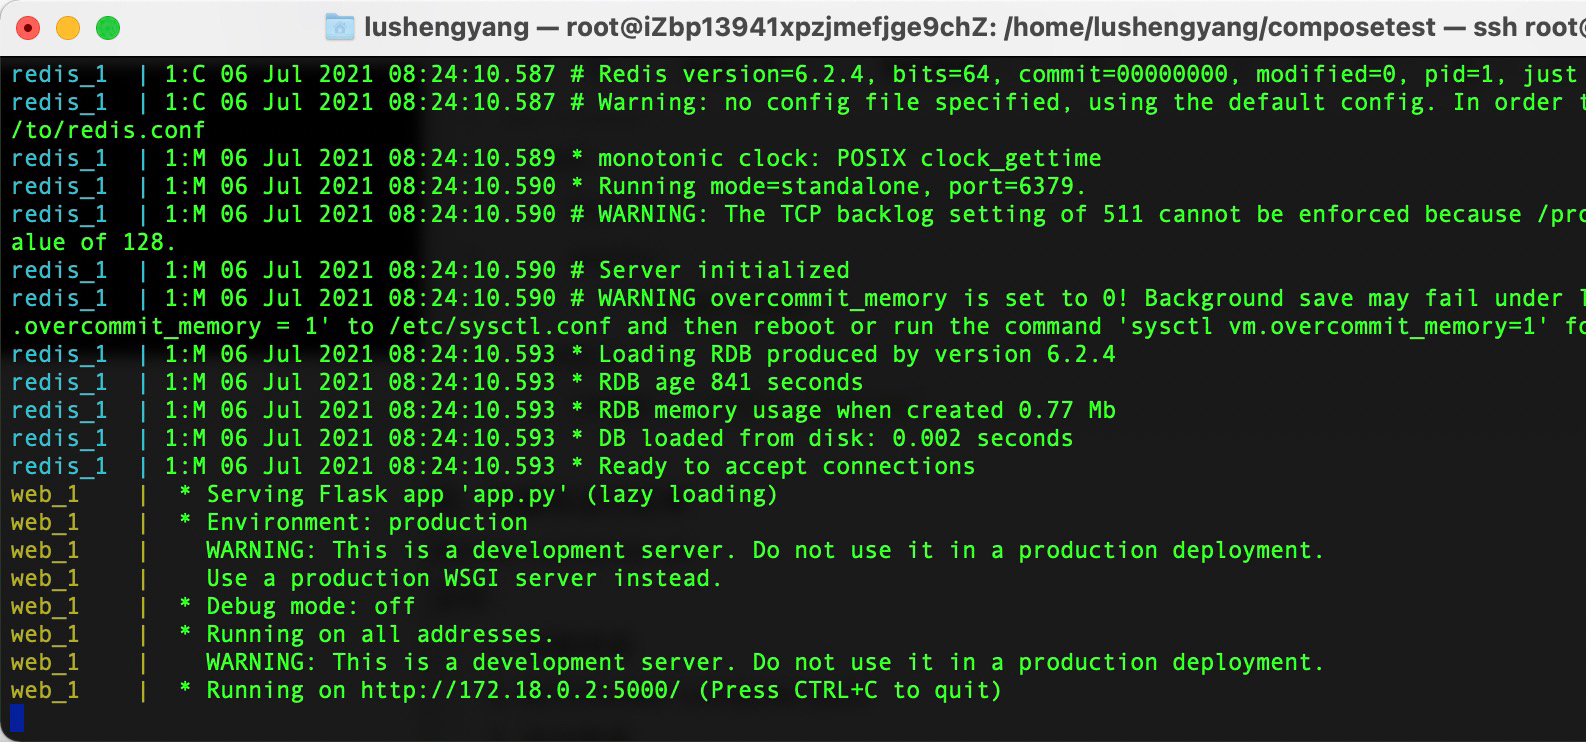 lushengyang — root@iZbp13941xpzjmefjge9chZ: /home/lushengyang/composetest — ssh root@
redis_1  | 1:C 06 Jul 2021 08:24:10.587 # Redis version=6.2.4, bits=64, commit=00000000, modified=0, pid=1, just
redis_1  | 1:C 06 Jul 2021 08:24:10.587 # Warning: no config file specified, using the default config. In order
/to/redis.conf
redis_1  | 1:M 06 Jul 2021 08:24:10.589 * monotonic clock: POSIX clock_gettime
redis_1  | 1:M 06 Jul 2021 08:24:10.590 * Running mode=standalone, port=6379.
redis_1  | 1:M 06 Jul 2021 08:24:10.590 # WARNING: The TCP backlog setting of 511 cannot be enforced because /pro
alue of 128.
redis_1  | 1:M 06 Jul 2021 08:24:10.590 # Server initialized
redis_1  | 1:M 06 Jul 2021 08:24:10.590 # WARNING overcommit_memory is set to 0! Background save may fail under
.overcommit_memory = 1' to /etc/sysctl.conf and then reboot or run the command 'sysctl vm.overcommit_memory=1' fo
redis_1  | 1:M 06 Jul 2021 08:24:10.593 * Loading RDB produced by version 6.2.4
redis_1  | 1:M 06 Jul 2021 08:24:10.593 * RDB age 841 seconds
redis_1  | 1:M 06 Jul 2021 08:24:10.593 * RDB memory usage when created 0.77 Mb
redis_1  | 1:M 06 Jul 2021 08:24:10.593 * DB loaded from disk: 0.002 seconds
redis_1  | 1:M 06 Jul 2021 08:24:10.593 * Ready to accept connections
web_1    |  * Serving Flask app 'app.py' (lazy loading)
web_1    |  * Environment: production
web_1    |    WARNING: This is a development server. Do not use it in a production deployment.
web_1    |    Use a production WSGI server instead.
web_1    |  * Debug mode: off
web_1    |  * Running on all addresses.
web_1    |    WARNING: This is a development server. Do not use it in a production deployment.
web_1    |  * Running on http://172.18.0.2:5000/ (Press CTRL+C to quit)